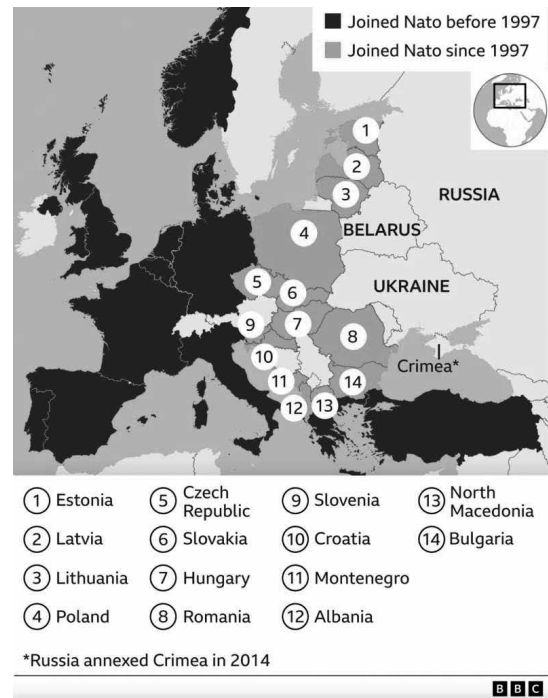 Joined Nato before 1997
Joined Nato since 1997
1
2
3
RUSSIA
4
BELARUS
5
6
UKRAINE
9
7
8
10
Crimea*
11
14
12
13
1 Estonia
2 Latvia
3 Lithuania
4 Poland
5 Czech
Republic
6 Slovakia
7 Hungary
8 Romania
9 Slovenia
10 Croatia
11 Montenegro
12 Albania
13 North
Macedonia
14 Bulgaria
*Russia annexed Crimea in 2014
BBC